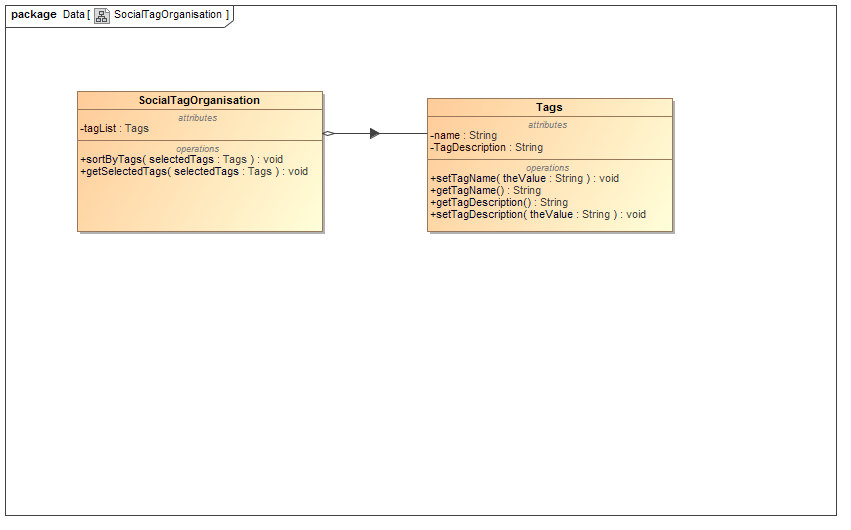 package Data [ SocialTagOrganisation ]
SocialTagOrganisation
attributes
-tagList : Tags
operations
+sortByTags( selectedTags : Tags ) : void
+getSelectedTags( selectedTags : Tags ) : void
Tags
attributes
-name : String
-TagDescription : String
operations
+setTagName( theValue : String ) : void
+getTagName() : String
+getTagDescription() : String
+setTagDescription( theValue : String ) : void